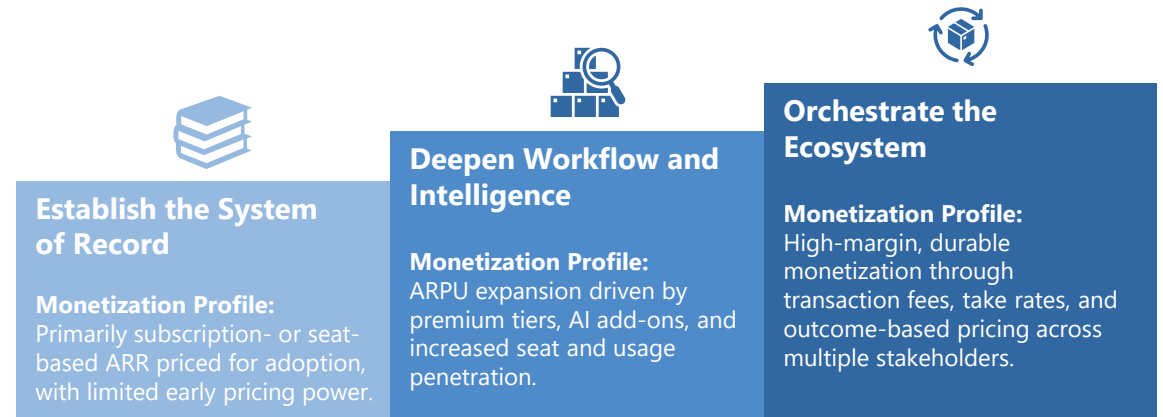 Establish the System
of Record
Monetization Profile:
Primarily subscription- or seat-
based ARR priced for adoption,
with limited early pricing power.
Deepen Workflow and
Intelligence
Monetization Profile:
ARPU expansion driven by
premium tiers, AI add-ons, and
increased seat and usage
penetration.
Orchestrate the
Ecosystem
Monetization Profile:
High-margin, durable
monetization through
transaction fees, take rates, and
outcome-based pricing across
multiple stakeholders.